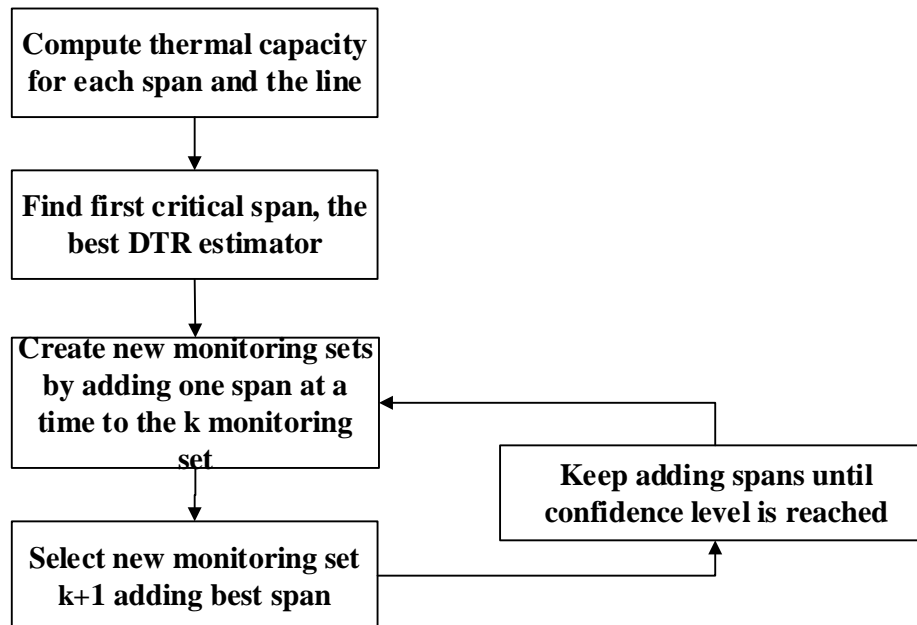 Compute thermal capacity
for each span and the line
Find first critical span, the
best DTR estimator
Create new monitoring sets
by adding one span at a
time to the k monitoring
set
Keep adding spans until
confidence level is reached
Select new monitoring set
k+1 adding best span